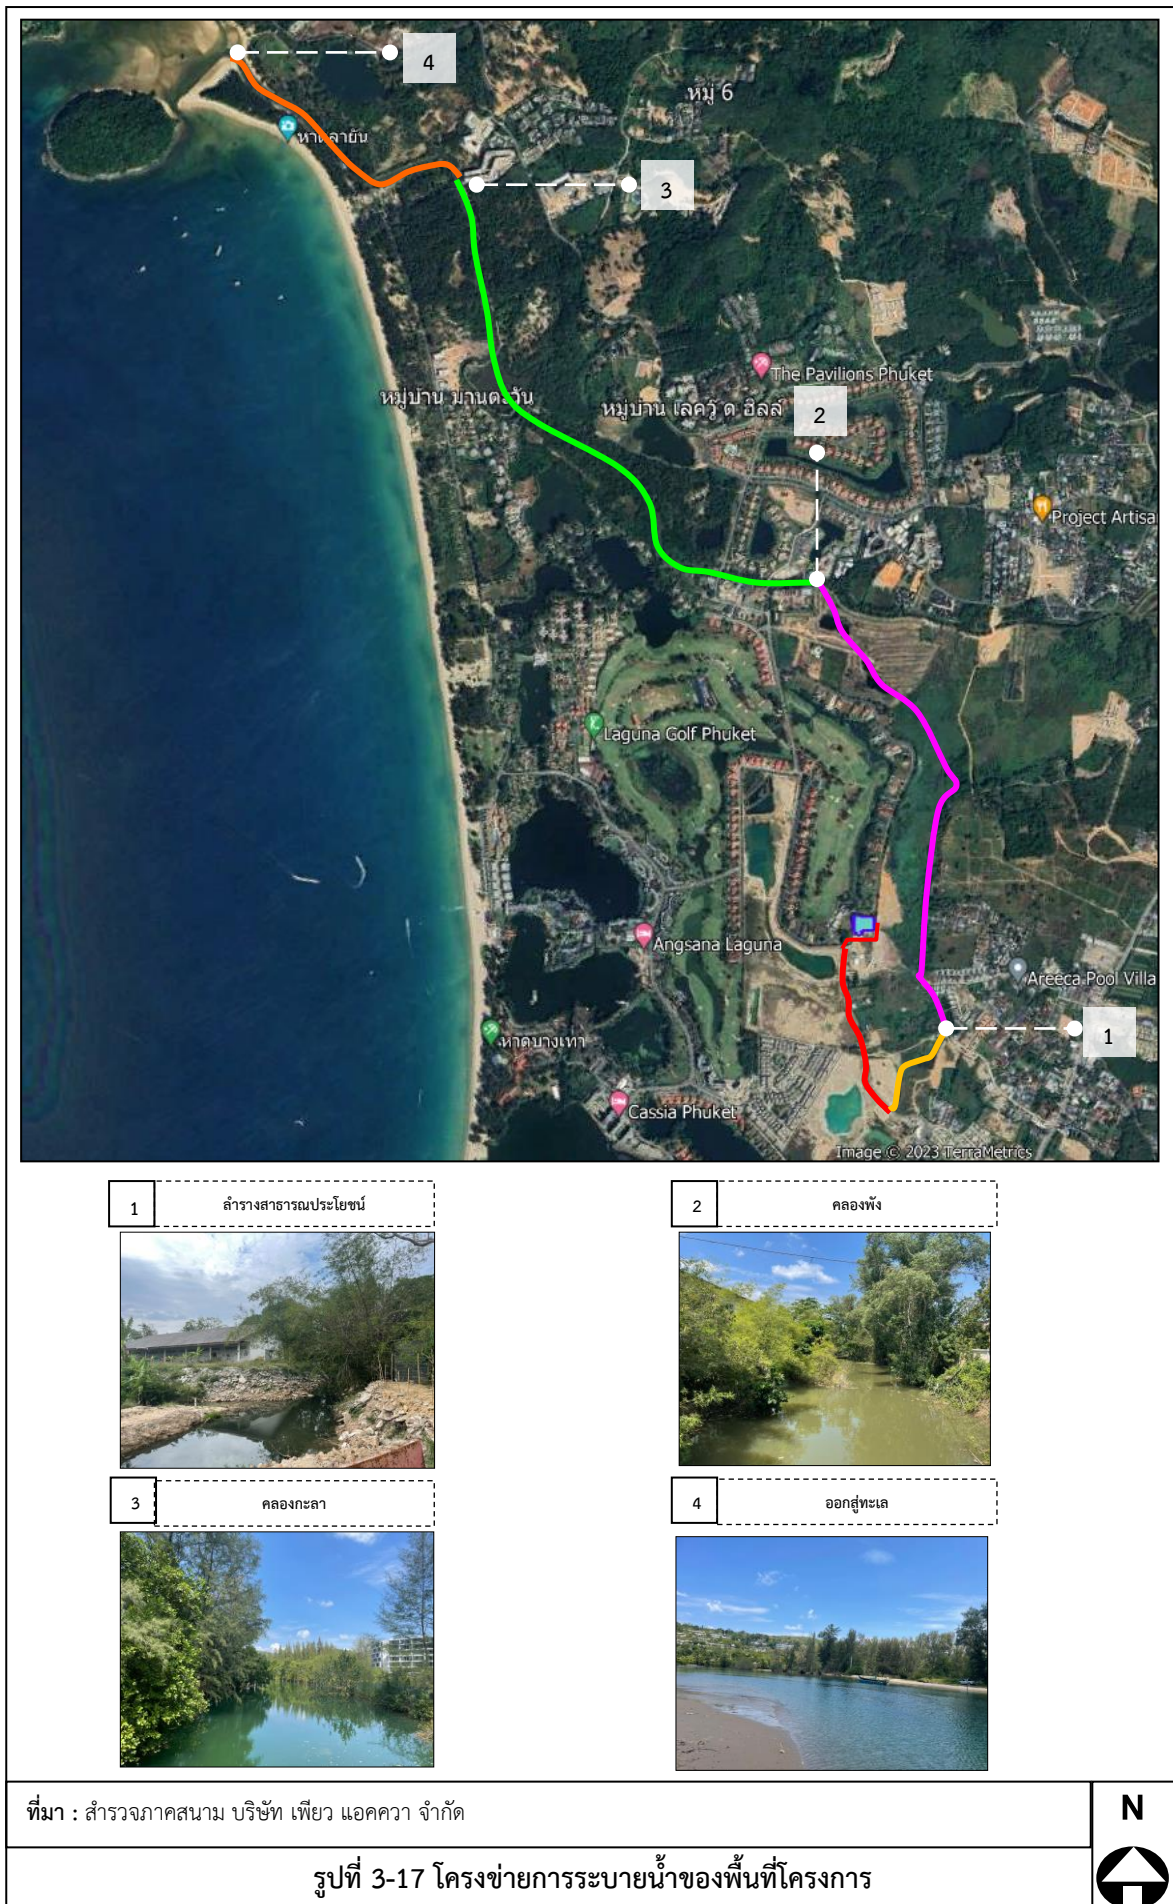 4
หมู่ 6
หาดลายัน
3
The Pavilions Phuket
หมู่บ้าน ม่านตะวัน
หมู่บ้าน เลควิว ด ฮิลล์
2
Project Artisa
Laguna Golf Phuket
Angsana Laguna
Areeca Pool Villa
1
หาดบางเทา
Cassia Phuket
Image © 2023 TerraMetrics
1 ลำรางสาธารณประโยชน์
2 คลองพัง
3 คลองกะลา
4 ออกสู่ทะเล
ที่มา : สำรวจภาคสนาม บริษัท เพียว แอคควา จำกัด
N
รูปที่ 3-17 โครงข่ายการระบายน้ำของพื้นที่โครงการ